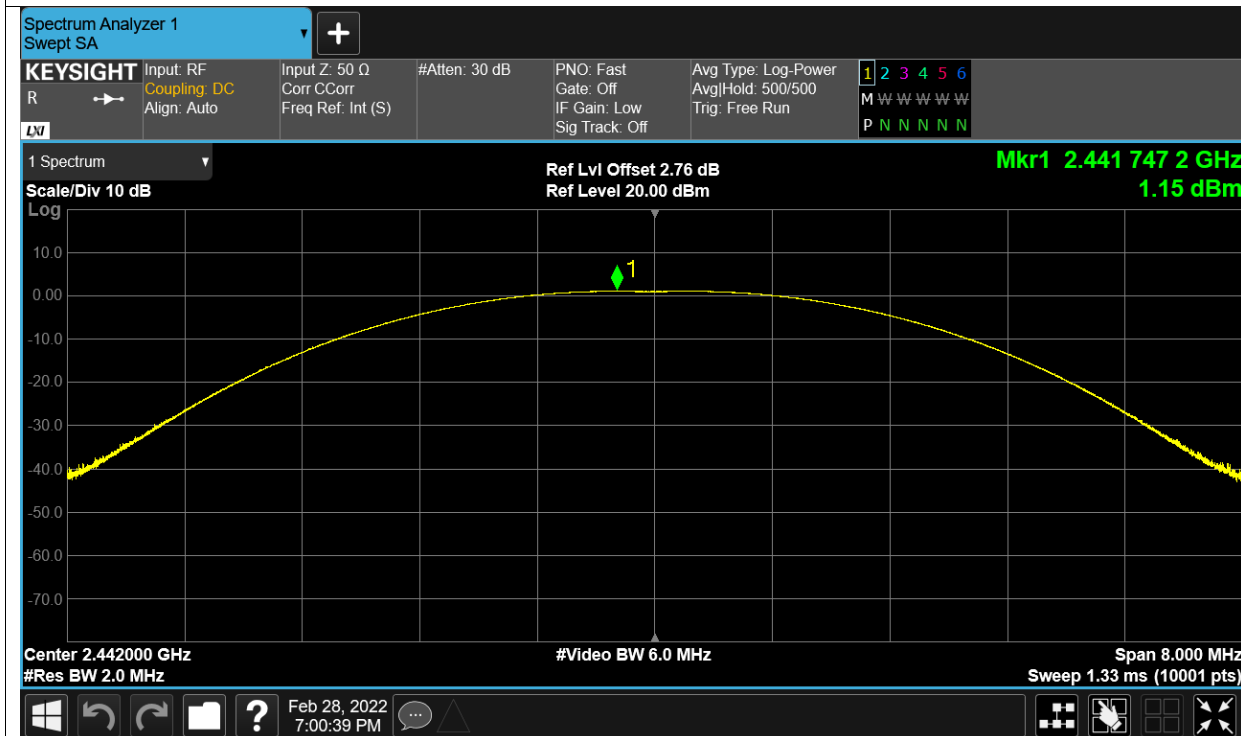 Spectrum Analyzer 1
Swept SA
+
KEYSIGHT
R
LXI
Input: RF
Coupling: DC
Align: Auto
Input Z: 50 Ω
Corr CCorr
Freq Ref: Int (S)
#Atten: 30 dB
PNO: Fast
Gate: Off
IF Gain: Low
Sig Track: Off
Avg Type: Log-Power
Avg|Hold: 500/500
Trig: Free Run
1 2 3 4 5 6
M W W W W W
P N N N N N
1 Spectrum
Scale/Div 10 dB
Log
Ref Lvl Offset 2.76 dB
Ref Level 20.00 dBm
Mkr1 2.441 747 2 GHz
1.15 dBm
1
10.0
0.00
-10.0
-20.0
-30.0
-40.0
-50.0
-60.0
-70.0
Center 2.442000 GHz
#Res BW 2.0 MHz
#Video BW 6.0 MHz
Span 8.000 MHz
Sweep 1.33 ms (10001 pts)
?
Feb 28, 2022
7:00:39 PM